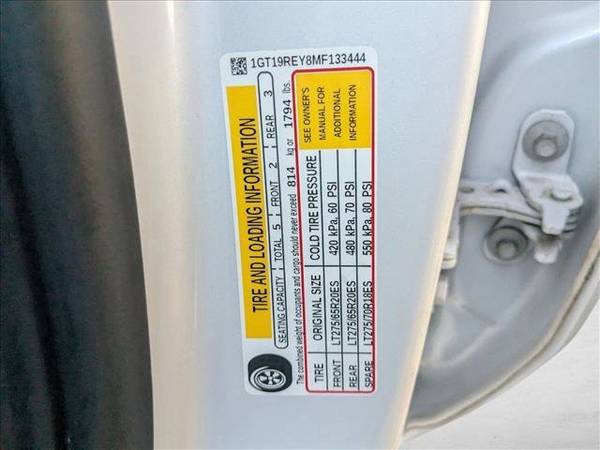 1GT19REY8MF133444
TIRE AND LOADING INFORMATION
SEATING CAPACITY TOTAL 5 FRONT 2 REAR 3
The combined weight of occupants and cargo should never exceed 814 kg or 1794 lbs.
TIRE ORIGINAL SIZE COLD TIRE PRESSURE SEE OWNER'S
FRONT LT275/65R20ES 420 kPa, 60 PSI MANUAL FOR
REAR LT275/65R20ES 480 kPa, 70 PSI ADDITIONAL
SPARE LT275/70R18ES 550 kPa, 80 PSI INFORMATION